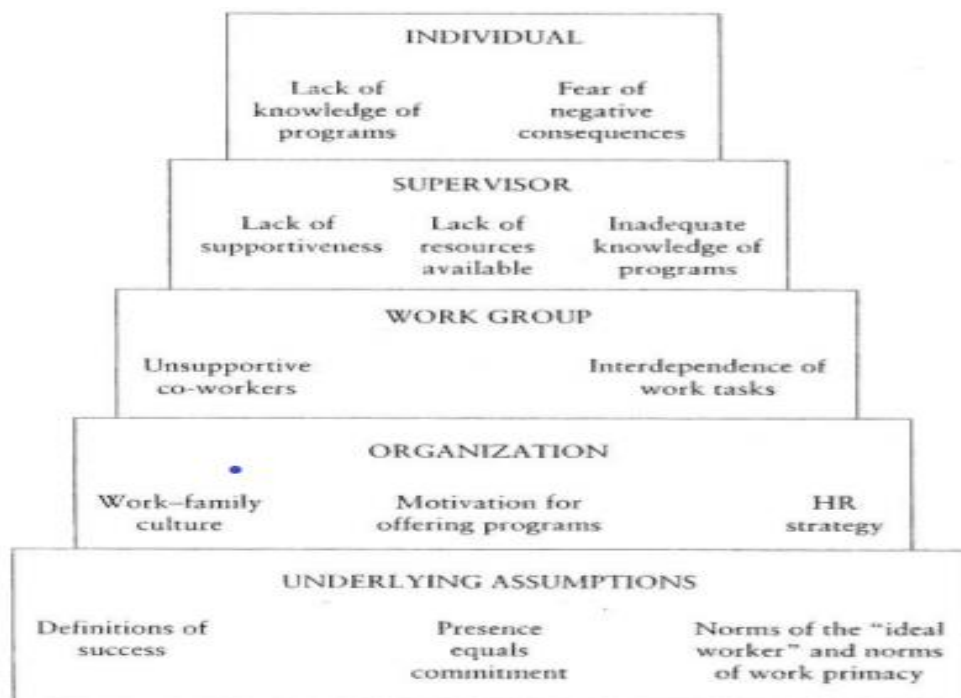 INDIVIDUAL
Lack of knowledge of programs
Fear of negative consequences
SUPERVISOR
Lack of supportiveness
Lack of resources available
Inadequate knowledge of programs
WORK GROUP
Unsupportive co-workers
Interdependence of work tasks
ORGANIZATION
Work–family culture
Motivation for offering programs
HR strategy
UNDERLYING ASSUMPTIONS
Definitions of success
Presence equals commitment
Norms of the “ideal worker” and norms of work primacy